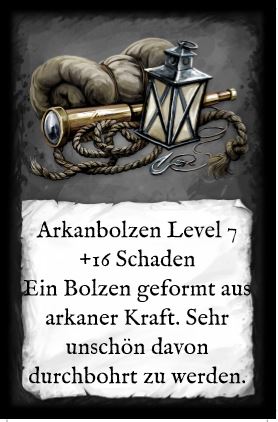 Arkanbolzen Level 7
+16 Schaden
Ein Bolzen geformt aus
arkaner Kraft. Sehr
unschön davon
durchbohrt zu werden.